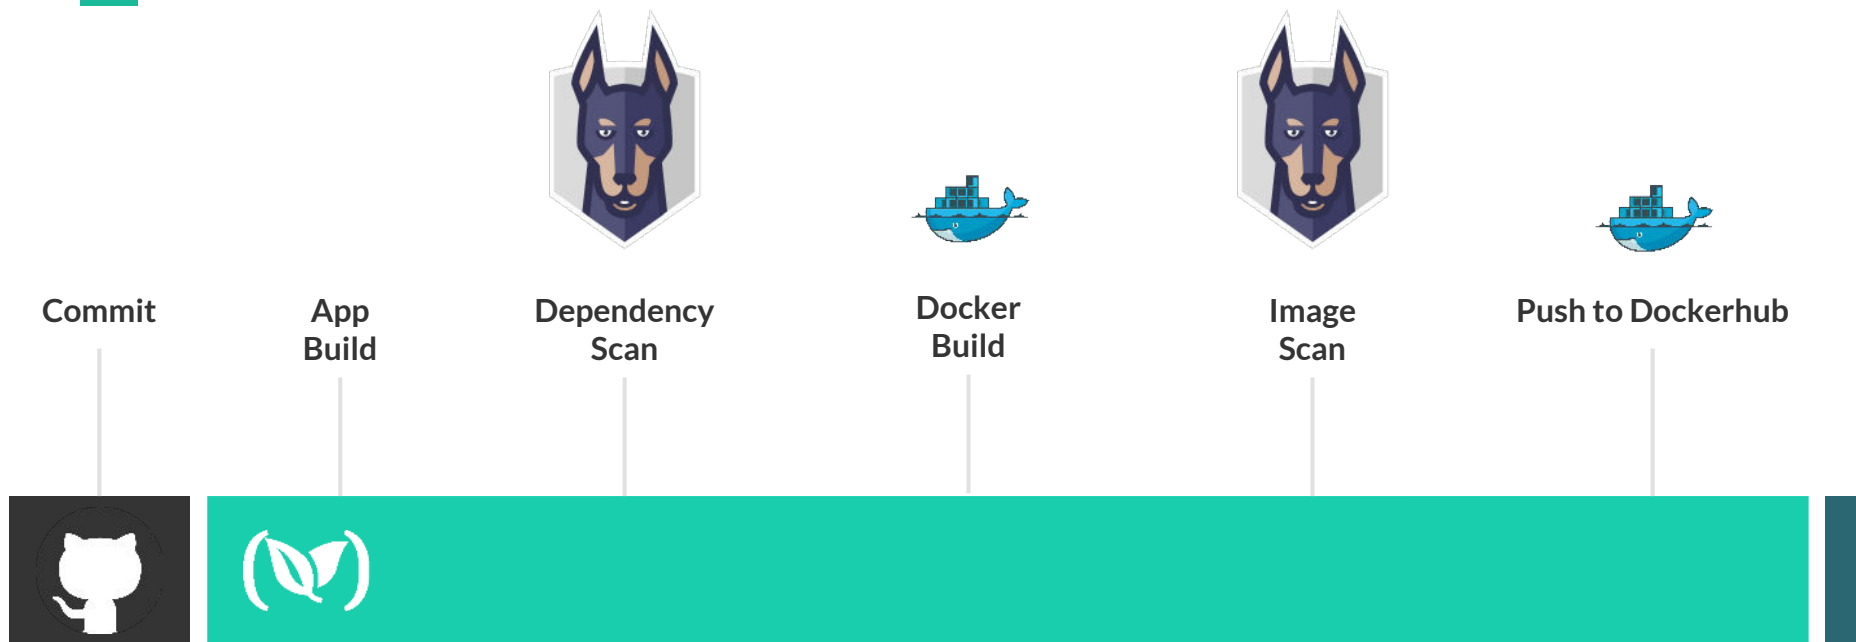 Commit
App
Build
Dependency
Scan
Docker
Build
Image
Scan
Push to Dockerhub